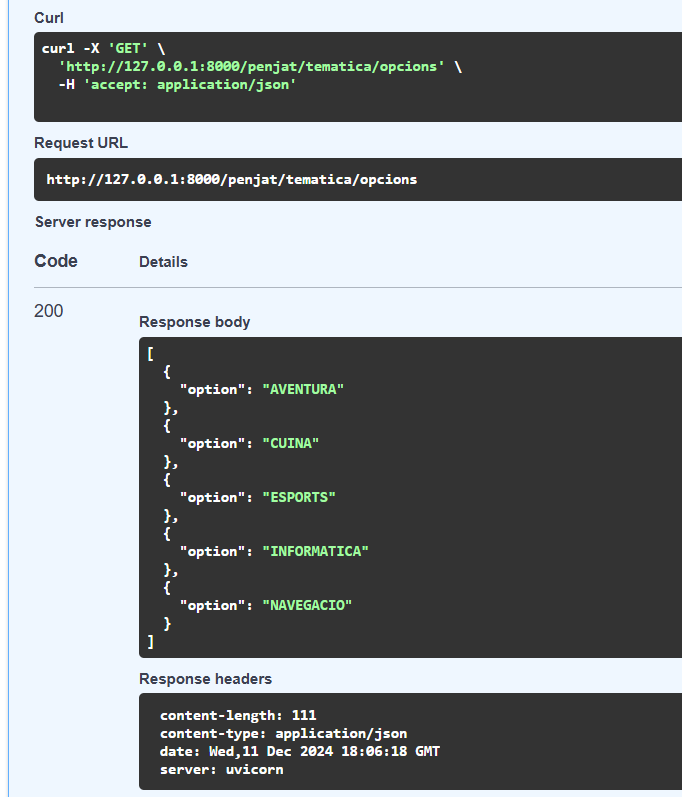 Curl
curl -X 'GET' \
'http://127.0.0.1:8000/penjat/tematica/opcions' \
-H 'accept: application/json'
Request URL
http://127.0.0.1:8000/penjat/tematica/opcions
Server response
Code Details
200
Response body
[
{
"option": "AVENTURA"
},
{
"option": "CUINA"
},
{
"option": "ESPORTS"
},
{
"option": "INFORMATICA"
},
{
"option": "NAVEGACIO"
}
]
Response headers
content-length: 111
content-type: application/json
date: Wed,11 Dec 2024 18:06:18 GMT
server: uvicorn